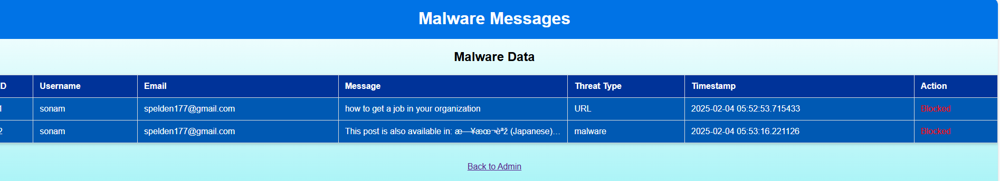 Malware Messages
Malware Data
ID Username Email Message Threat Type Timestamp Action
1 sonam spelden177@gmail.com how to get a job in your organization URL 2025-02-04 05:52:53.715433 Blocked
2 sonam spelden177@gmail.com This post is also available in: æ—¥æœ¬èªž (Japanese)... malware 2025-02-04 05:53:16.221126 Blocked
Back to Admin